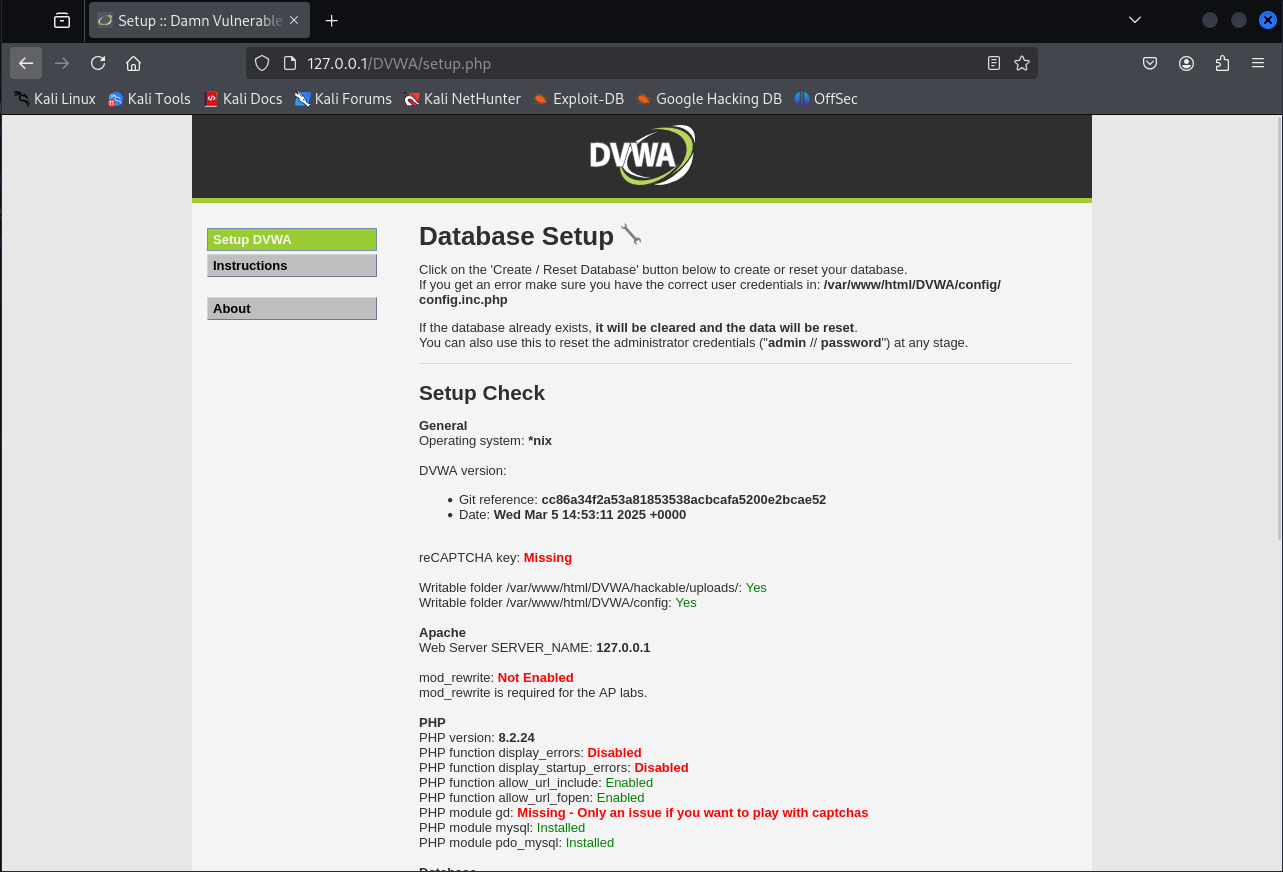 Setup :: Damn Vulnerable
127.0.0.1/DVWA/setup.php
Kali Linux
Kali Tools
Kali Docs
Kali Forums
Kali NetHunter
Exploit-DB
Google Hacking DB
OffSec
DVWA
Setup DVWA
Instructions
About
Database Setup
Click on the 'Create / Reset Database' button below to create or reset your database.
If you get an error make sure you have the correct user credentials in: /var/www/html/DVWA/config/
config.inc.php
If the database already exists, it will be cleared and the data will be reset.
You can also use this to reset the administrator credentials ("admin // password") at any stage.
Setup Check
General
Operating system: *nix
DVWA version:
• Git reference: cc86a34f2a53a81853538acbcafa5200e2bcae52
• Date: Wed Mar 5 14:53:11 2025 +0000
reCAPTCHA key: Missing
Writable folder /var/www/html/DVWA/hackable/uploads/: Yes
Writable folder /var/www/html/DVWA/config: Yes
Apache
Web Server SERVER_NAME: 127.0.0.1
mod_rewrite: Not Enabled
mod_rewrite is required for the AP labs.
PHP
PHP version: 8.2.24
PHP function display_errors: Disabled
PHP function display_startup_errors: Disabled
PHP function allow_url_include: Enabled
PHP function allow_url_fopen: Enabled
PHP module gd: Missing - Only an issue if you want to play with captchas
PHP module mysql: Installed
PHP module pdo_mysql: Installed
Database